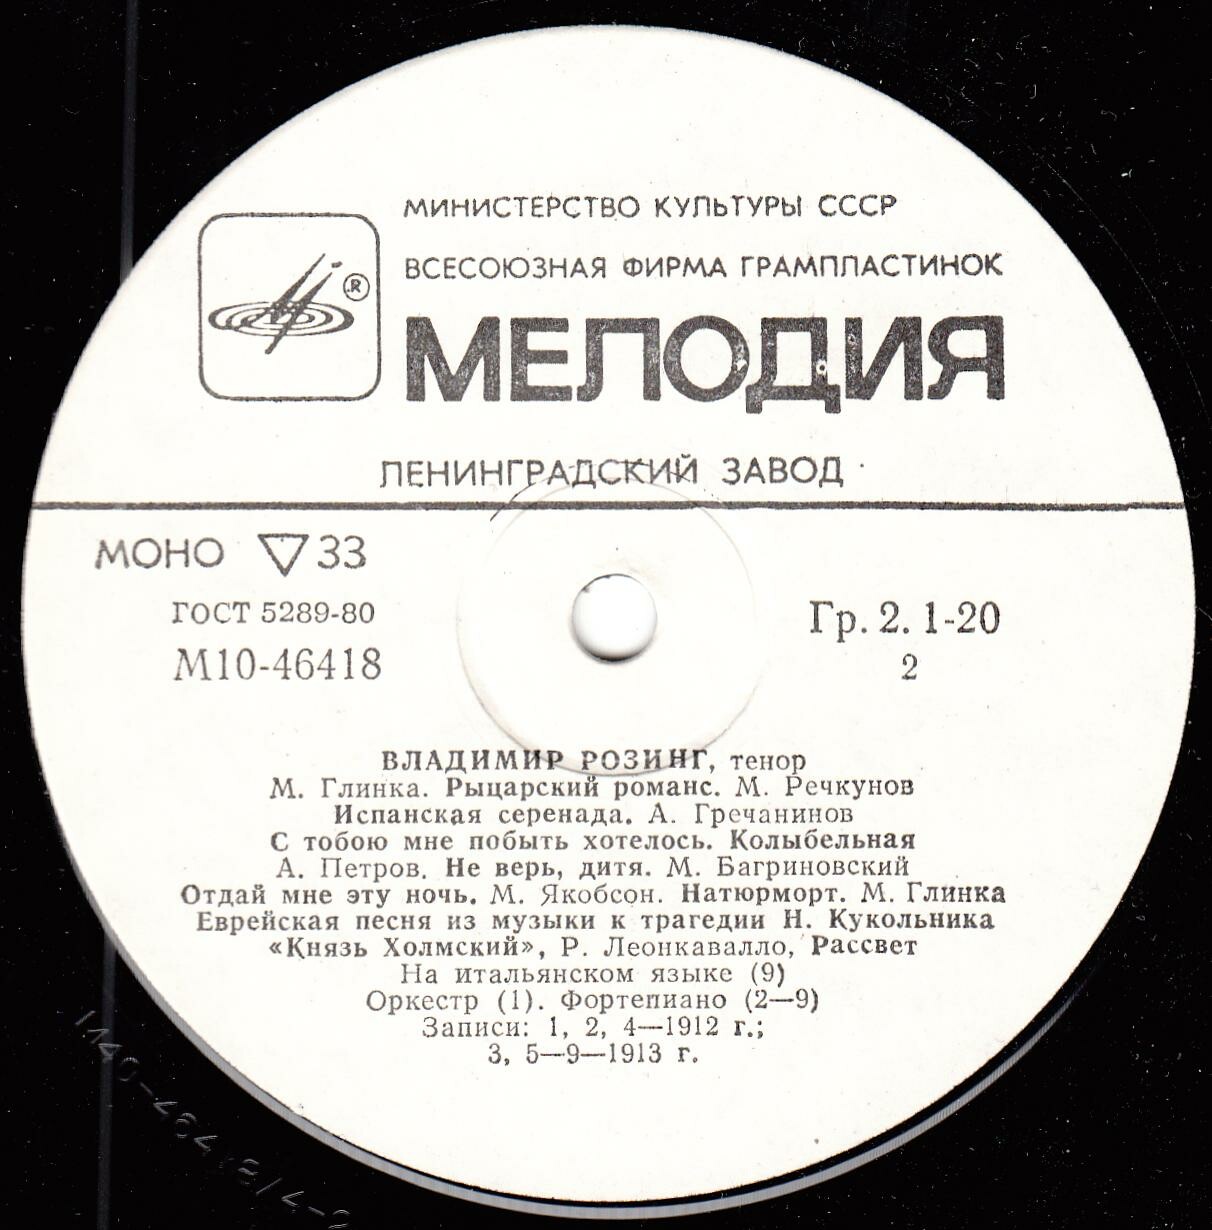 МИНИСТЕРСТВО КУЛЬТУРЫ СССР
ВСЕСОЮЗНАЯ ФИРМА ГРАМПЛАСТИНОК
®
МЕЛОДИЯ
ЛЕНИНГРАДСКИЙ ЗАВОД
МОНО ▽ 33
ГОСТ 5289-80
М10-46418
Гр. 2. 1-20
2
ВЛАДИМИР РОЗИНГ, тенор
М. Глинка. Рыцарский романс. М. Речкунов
Испанская серенада. А. Гречанинов
С тобою мне побыть хотелось. Колыбельная
А. Петров. Не верь, дитя. М. Багриновский
Отдай мне эту ночь. М. Якобсон. Натюрморт. М. Глинка
Еврейская песня из музыки к трагедии Н. Кукольника
«Князь Холмский», Р. Леонкавалло, Рассвет
На итальянском языке (9)
Оркестр (1). Фортепиано (2—9)
Записи: 1, 2, 4—1912 г.;
3, 5—9—1913 г.